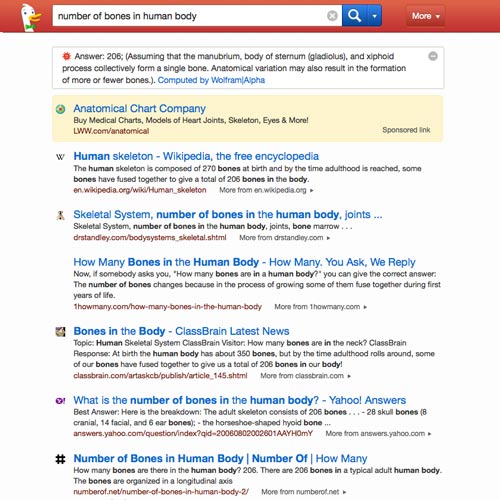 number of bones in human body
More
Answer: 206; (Assuming that the manubrium, body of sternum (gladiolus), and xiphoid
process collectively form a single bone. Anatomical variation may also result in the formation
of more or fewer bones.). Computed by Wolfram|Alpha
Anatomical Chart Company
Buy Medical Charts, Models of Heart Joints, Skeleton, Eyes & More!
LWW.com/anatomical Sponsored link
W Human skeleton - Wikipedia, the free encyclopedia
The human skeleton is composed of 270 bones at birth and by the time adulthood is reached, some
bones have fused together to give a total of 206 bones in the body.
en.wikipedia.org/wiki/Human_skeleton More from en.wikipedia.org
Skeletal System, number of bones in the human body, joints ...
Skeletal System, number of bones in the human body, joints, bone marrow . . .
drstandley.com/bodysystems_skeletal.shtml More from drstandley.com
How Many Bones in the Human Body - How Many. You Ask, We Reply
Now, if somebody asks you, "How many bones are in a human body?" you can give the correct answer:
The number of bones changes because in the process of growing some of them fuse together during first
years of life.
1howmany.com/how-many-bones-in-the-human-body More from 1howmany.com
Bones in the Body - ClassBrain Latest News
Topic: Human Skeletal System ClassBrain Visitor: How many bones are in the neck? ClassBrain
Response: At birth the human body has about 350 bones, but by the time adulthood rolls around, some of
our bones have fused together to give us a total of 206 bones in our body!
classbrain.com/artaskcb/publish/article_145.shtml More from classbrain.com
Y! What is the number of bones in the human body? - Yahoo! Answers
Best Answer: Here is the breakdown: The adult skeleton consists of 206 bones . . . - 28 skull bones (8
cranial, 14 facial, and 6 ear bones); - the horseshoe-shaped hyoid bone ...
answers.yahoo.com/question/index?qid=20060802002601AAYH0mY More from answers.yahoo.com
# Number of Bones in Human Body | Number Of | How Many
How many bones are there in the human body? 206. There are 206 bones in a typical adult human body.
The bones are organized in a longitudinal axis
numberof.net/number-of-bones-in-human-body-2/ More from numberof.net